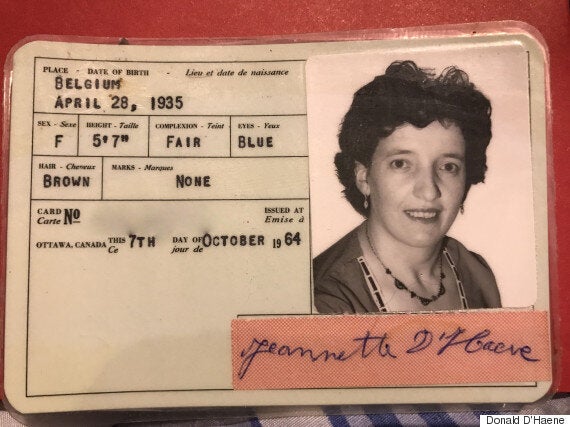 PLACE - DATE OF BIRTH - Lieu et date de naissance
BELGIUM
APRIL 28, 1935
SEX - Sexe HEIGHT - Taille COMPLEXION - Teint EYES - Yeux
F 5'7" FAIR BLUE
HAIR - Cheveux MARKS - Marques
BROWN NONE
CARD No ISSUED AT
Carte Emise à
OTTAWA, CANADA THIS 7TH DAY OF OCTOBER 1964
Ce jour de
Jeannette D'Haene
Donald D'Haene